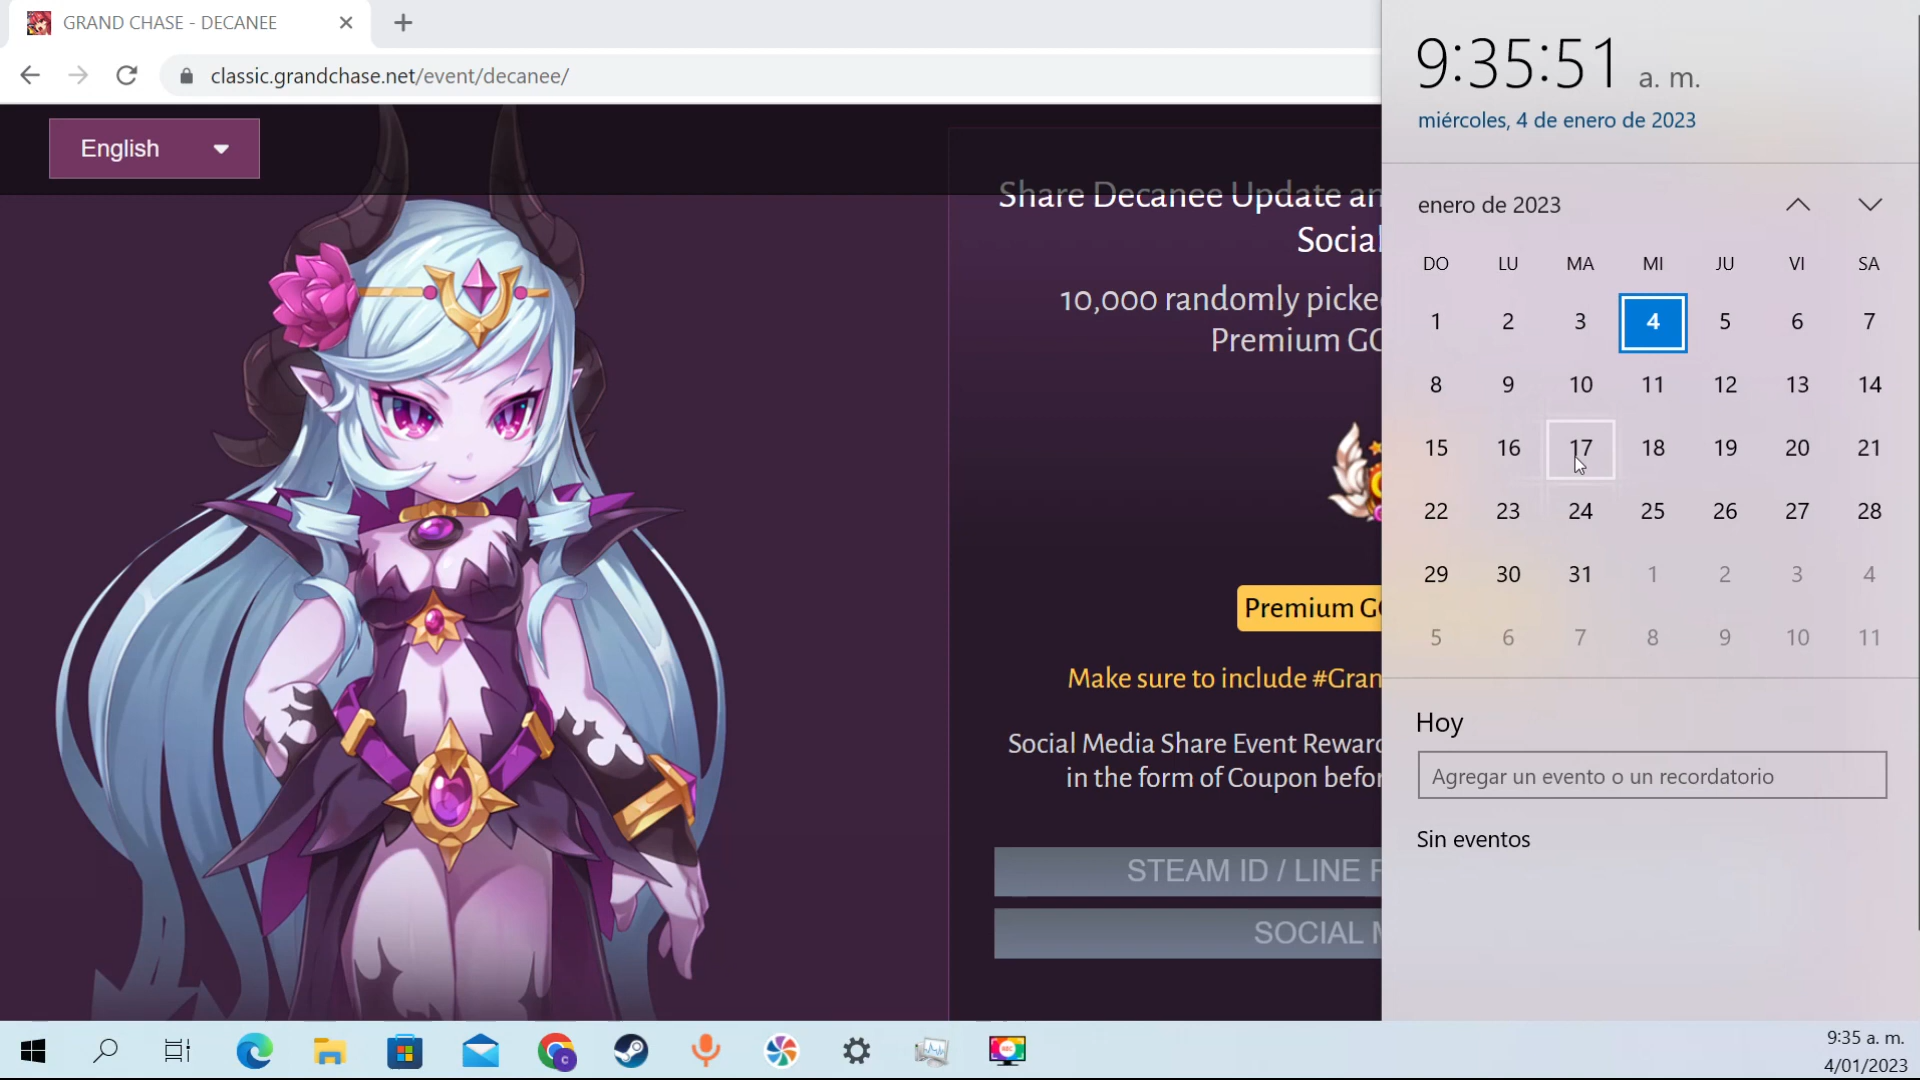 GRAND CHASE - DECANEE
classic.grandchase.net/event/decanee/
English
Share Decanee Update an
Social
10,000 randomly picke
Premium GC
Premium GC
Make sure to include #Gran
Social Media Share Event Reward
in the form of Coupon befor
STEAM ID / LINE
SOCIAL
9:35:51 a. m.
miércoles, 4 de enero de 2023
enero de 2023
DO LU MA MI JU VI SA
1 2 3 4 5 6 7
8 9 10 11 12 13 14
15 16 17 18 19 20 21
22 23 24 25 26 27 28
29 30 31 1 2 3 4
5 6 7 8 9 10 11
Hoy
Agregar un evento o un recordatorio
Sin eventos
9:35 a. m.
4/01/2023